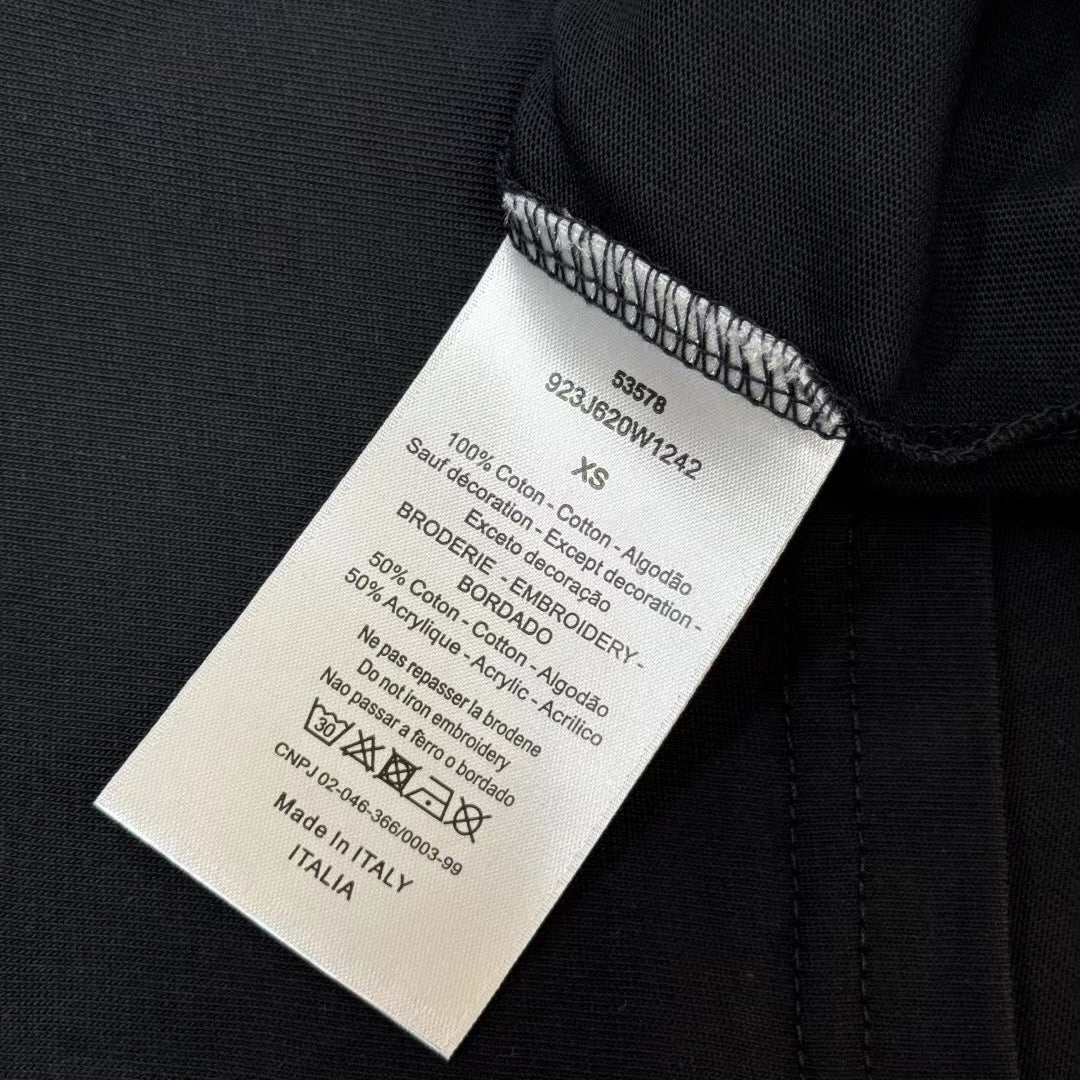 53578
923J620W1242
XS
100% Coton - Cotton - Algodão
Sauf décoration - Except decoration -
Exceto decoração
BRODERIE - EMBROIDERY-
BORDADO
50% Coton - Cotton - Algodão
50% Acrylique - Acrylic - Acrilico
Ne pas repasser la brodene
Do not iron embroidery
Nao passar a ferro o bordado
30
CNPJ 02-046-366/0003-99
Made In ITALY
ITALIA